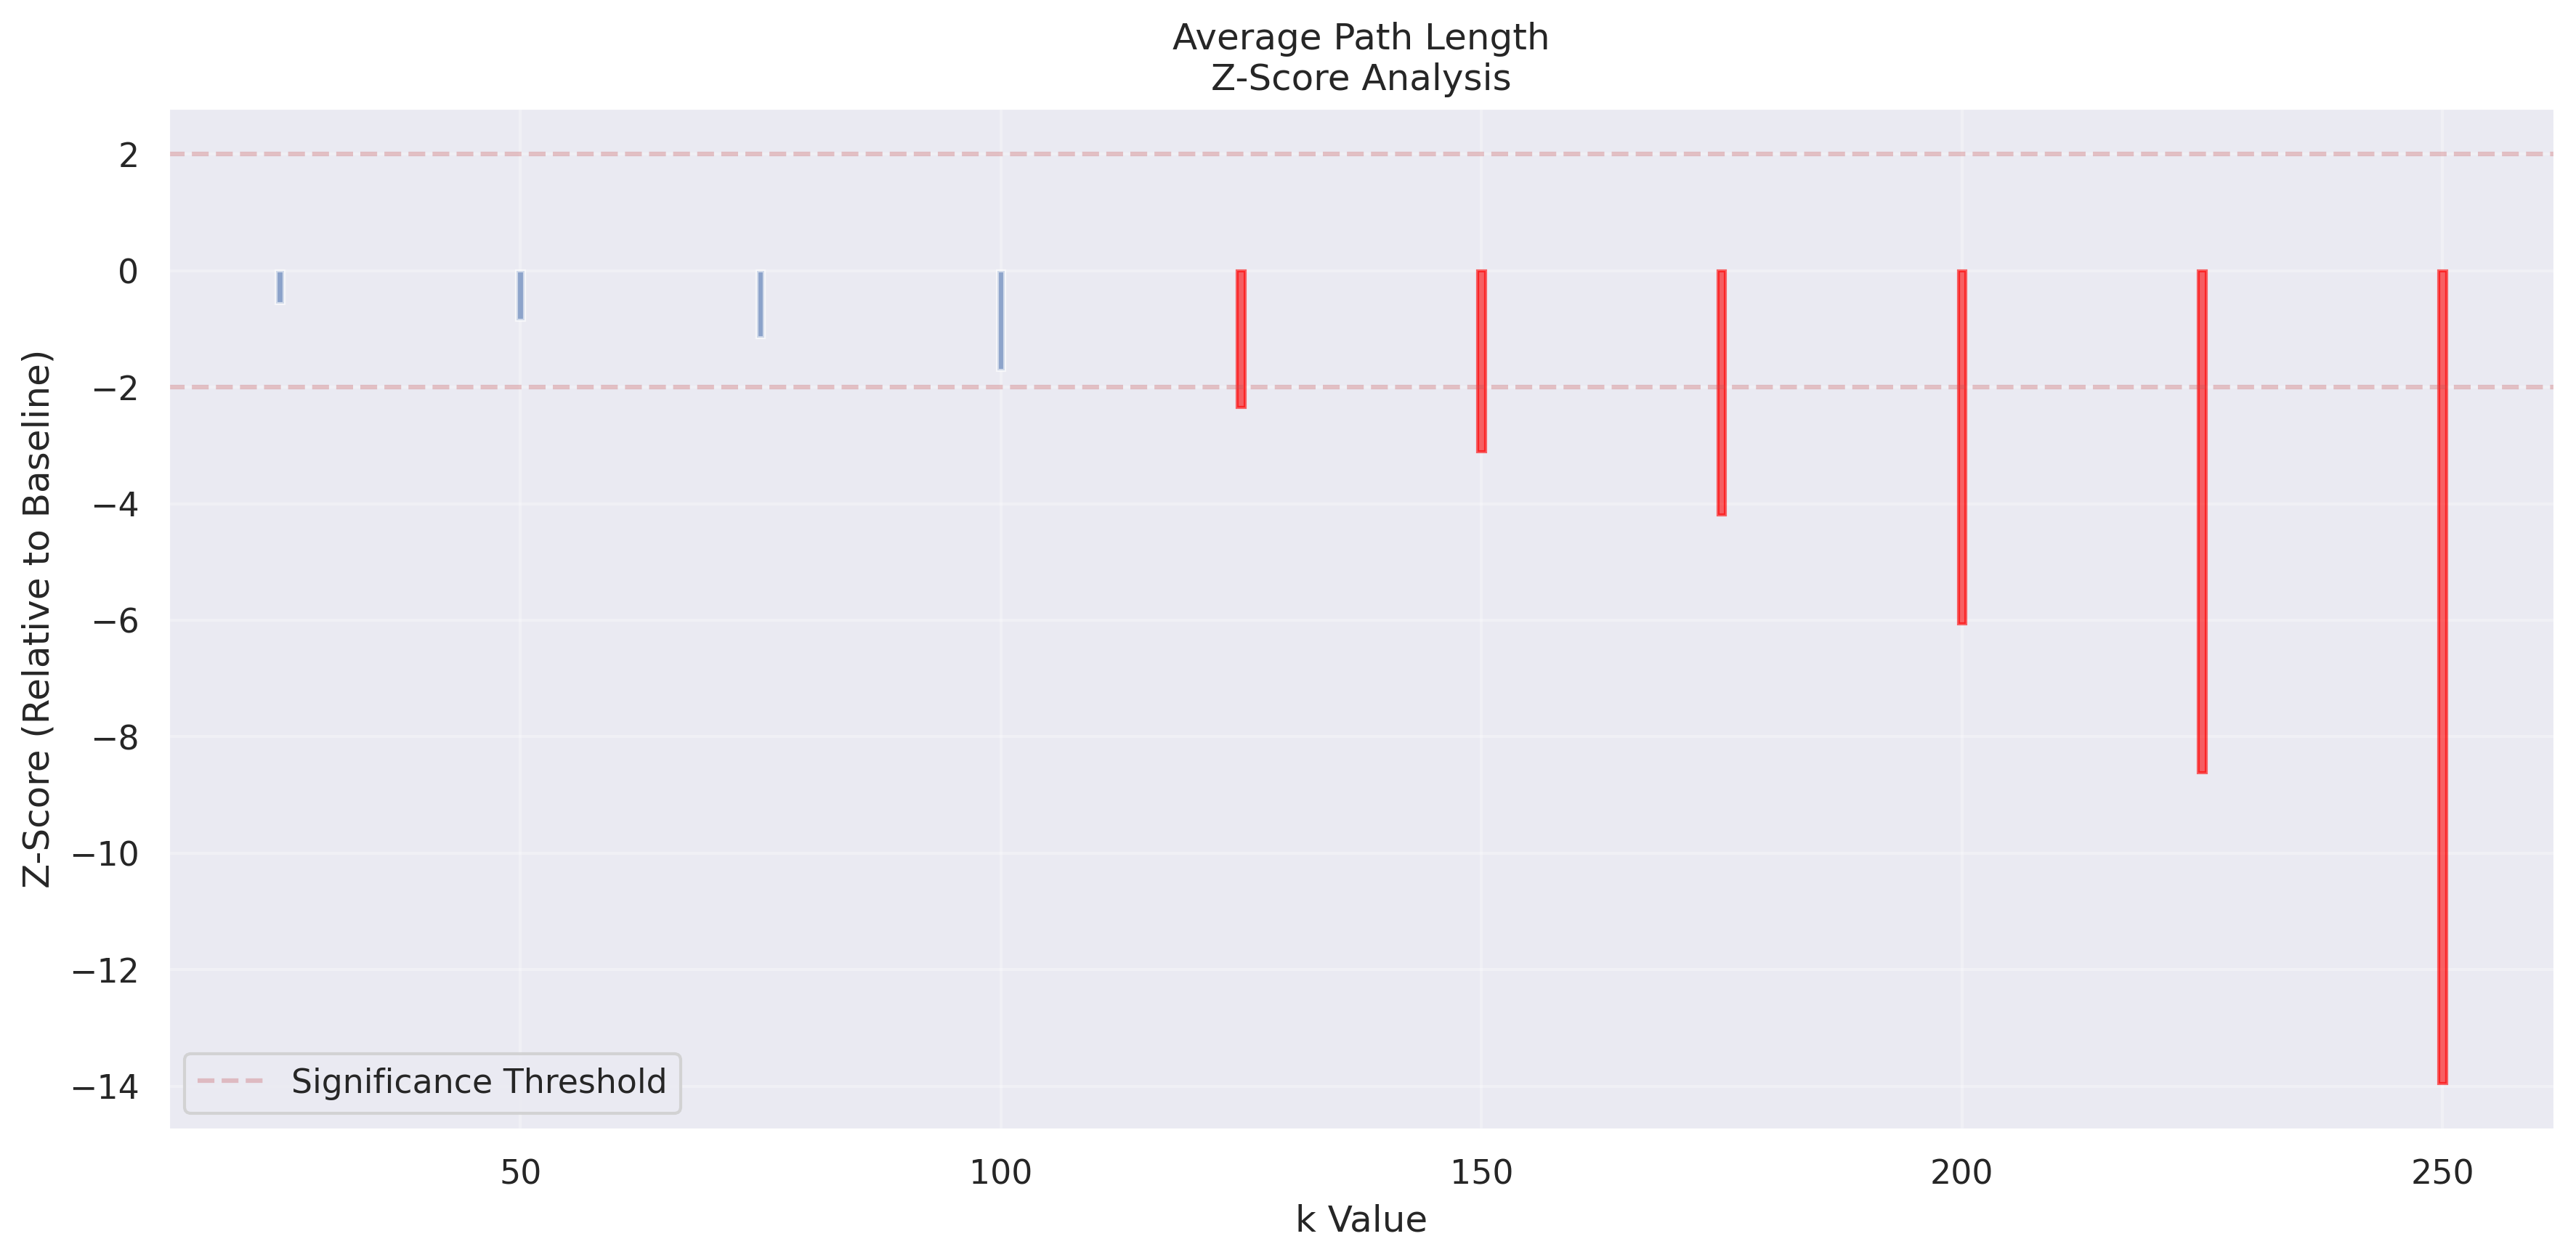 Average Path Length
Z-Score Analysis
Z-Score (Relative to Baseline)
2
0
−2
−4
−6
−8
−10
−12
−14
Significance Threshold
50
100
150
200
250
k Value